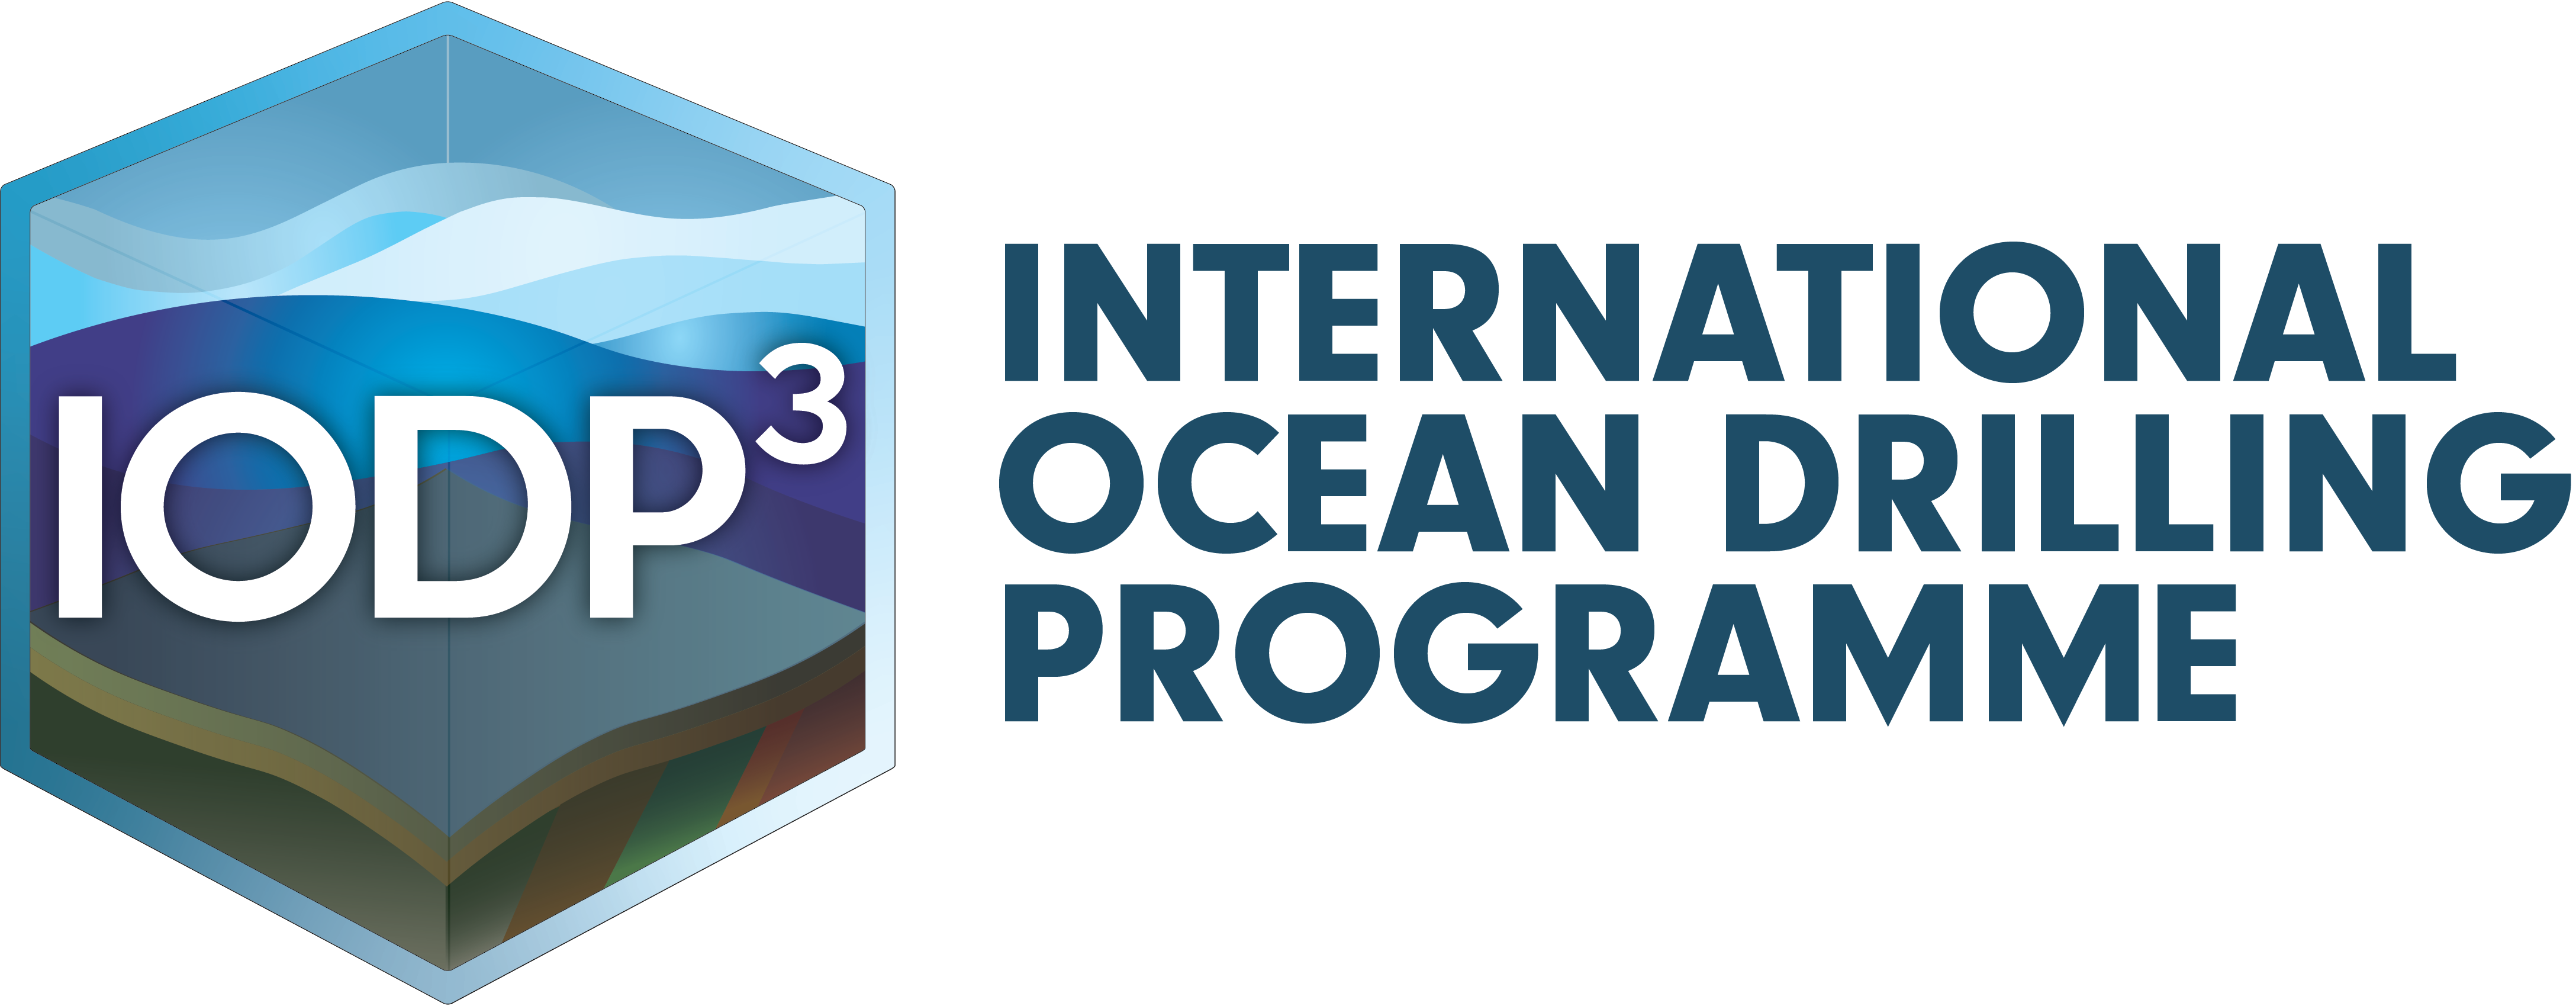 IODP³
INTERNATIONAL
OCEAN DRILLING
PROGRAMME